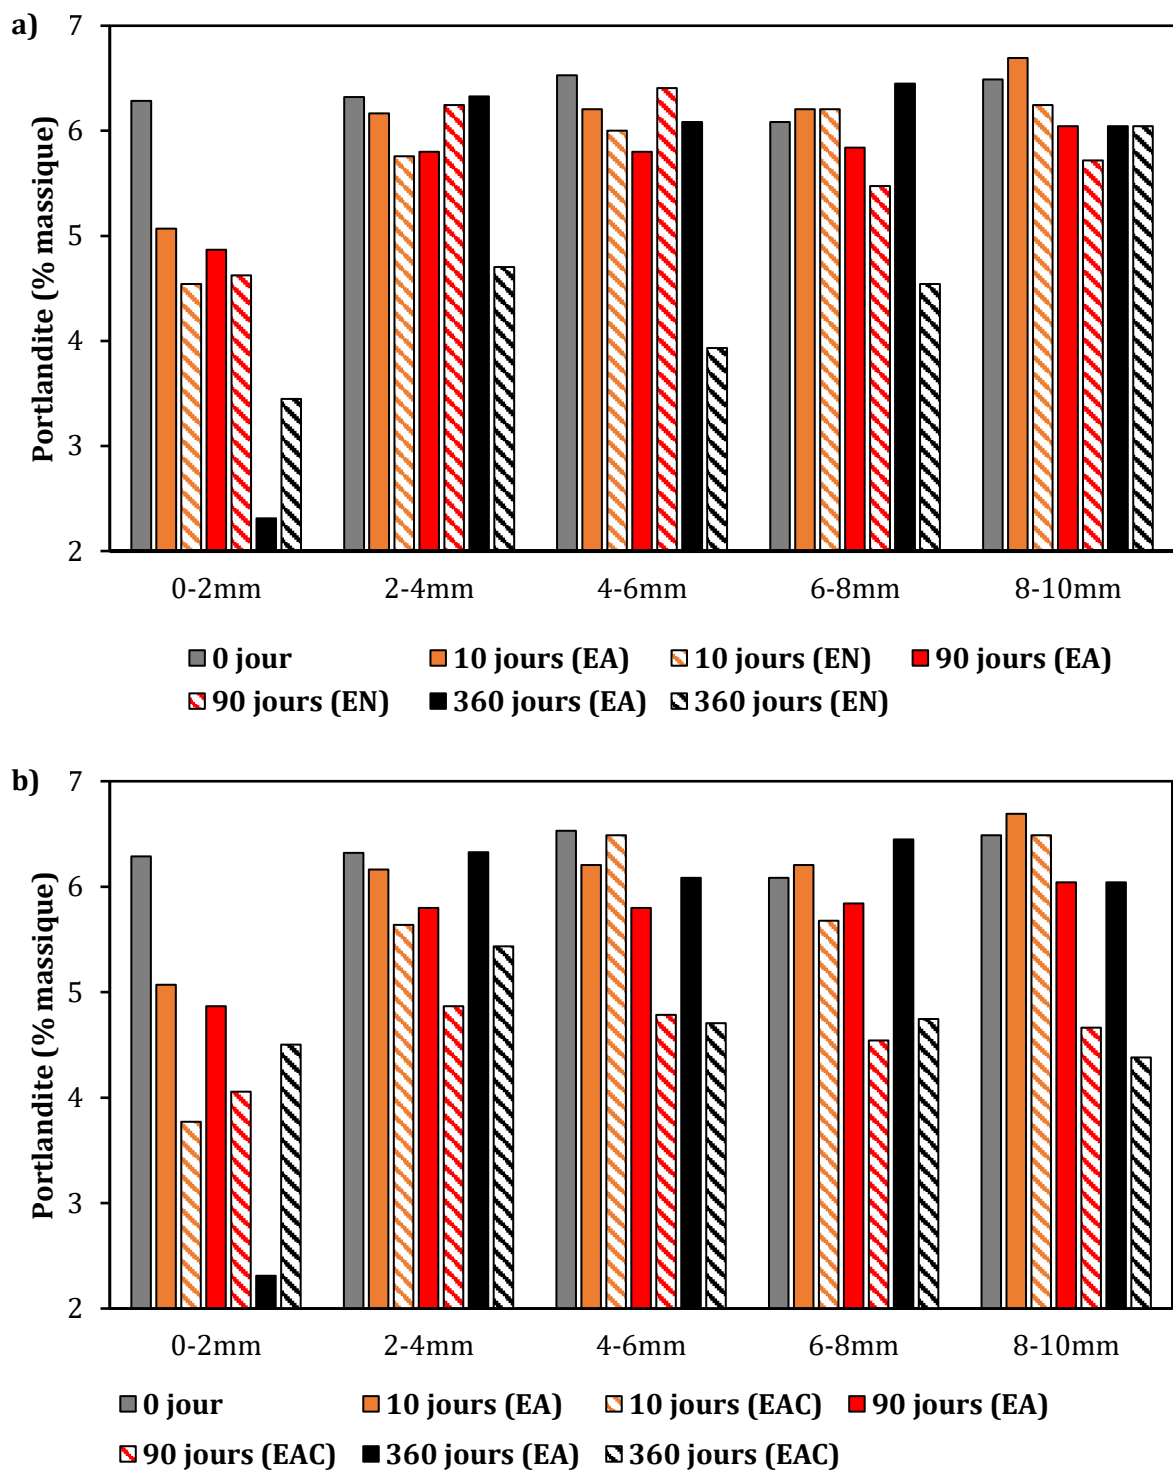 a)
7
6
5
4
3
2
Portlandite (% massique)
0-2mm 2-4mm 4-6mm 6-8mm 8-10mm
0 jour 10 jours (EA) 10 jours (EN) 90 jours (EA)
90 jours (EN) 360 jours (EA) 360 jours (EN)
b)
7
6
5
4
3
2
Portlandite (% massique)
0-2mm 2-4mm 4-6mm 6-8mm 8-10mm
0 jour 10 jours (EA) 10 jours (EAC) 90 jours (EA)
90 jours (EAC) 360 jours (EA) 360 jours (EAC)